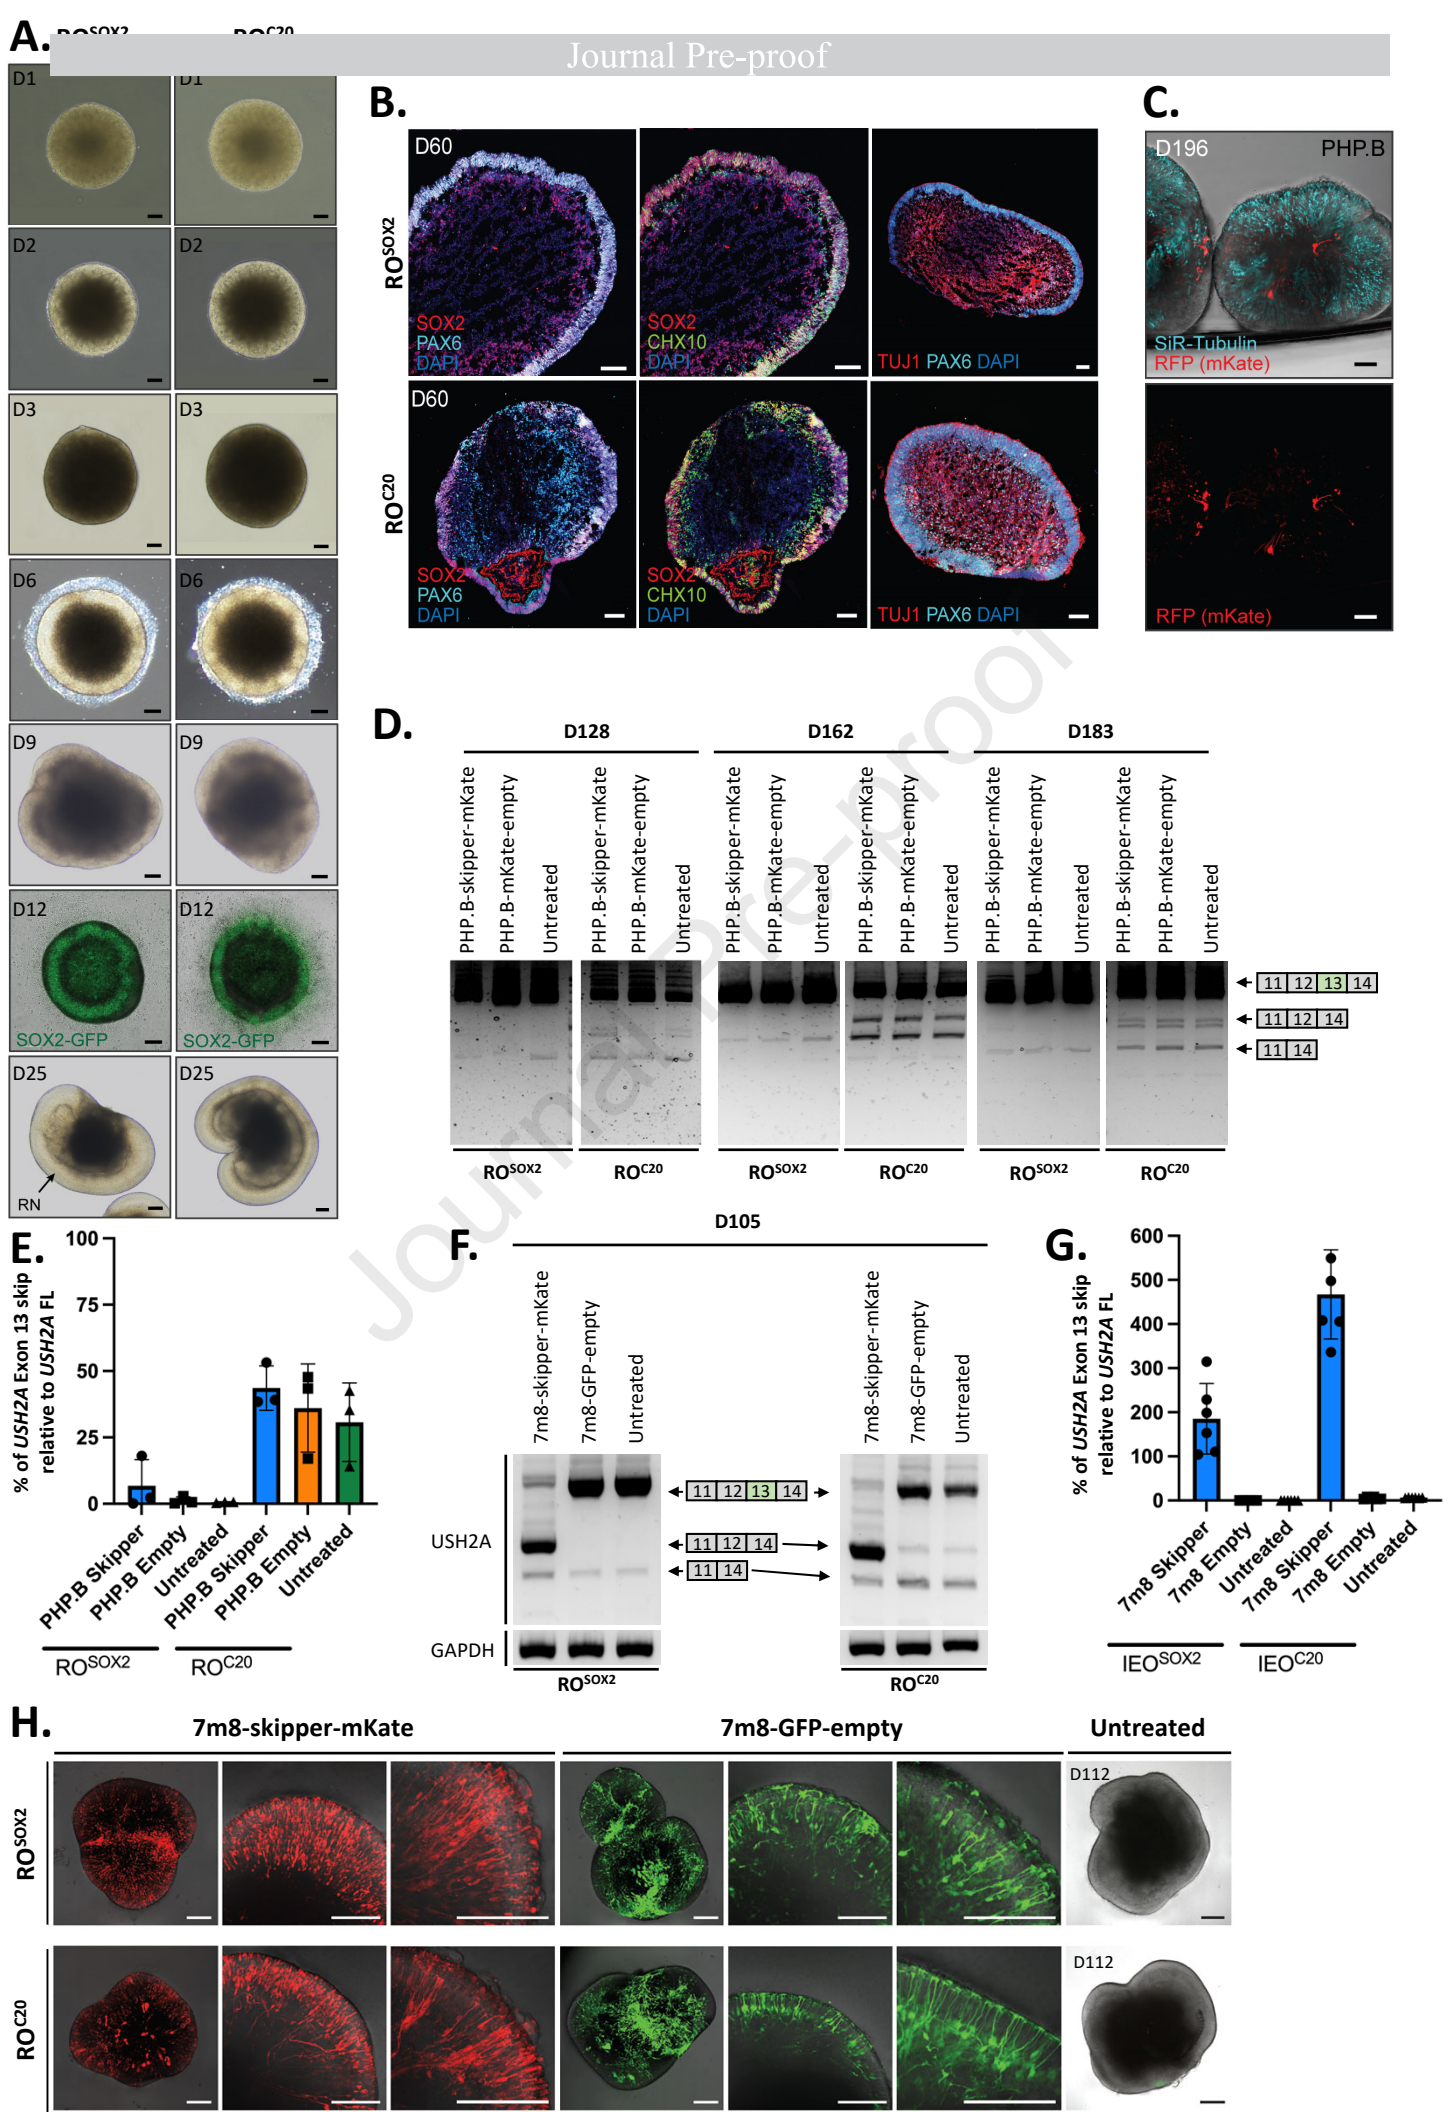 Journal Pre-proof
A.
ROSOX2
ROC20
D1
D1
D2
D2
D3
D3
D6
D6
D9
D9
D12
SOX2-GFP
D12
SOX2-GFP
D25
RN
D25
B.
ROSOX2
D60
SOX2
PAX6
DAPI
SOX2
CHX10
DAPI
TUJ1 PAX6 DAPI
ROC20
D60
SOX2
PAX6
DAPI
SOX2
CHX10
DAPI
TUJ1 PAX6 DAPI
C.
D196
PHP.B
SiR-Tubulin
RFP (mKate)
RFP (mKate)
Journal Pre-proof
D.
D128
D162
D183
PHP.B-skipper-mKate
PHP.B-mKate-empty
Untreated
PHP.B-skipper-mKate
PHP.B-mKate-empty
Untreated
PHP.B-skipper-mKate
PHP.B-mKate-empty
Untreated
PHP.B-skipper-mKate
PHP.B-mKate-empty
Untreated
PHP.B-skipper-mKate
PHP.B-mKate-empty
Untreated
PHP.B-skipper-mKate
PHP.B-mKate-empty
Untreated
11 12 13 14
11 12 14
11 14
ROSOX2
ROC20
ROSOX2
ROC20
ROSOX2
ROC20
E.
% of USH2A Exon 13 skip
relative to USH2A FL
100
75
50
25
0
PHP.B Skipper
PHP.B Empty
Untreated
PHP.B Skipper
PHP.B Empty
Untreated
ROSOX2
ROC20
F.
D105
7m8-skipper-mKate
7m8-GFP-empty
Untreated
7m8-skipper-mKate
7m8-GFP-empty
Untreated
USH2A
11 12 13 14
11 12 14
11 14
GAPDH
ROSOX2
ROC20
G.
% of USH2A Exon 13 skip
relative to USH2A FL
600
500
400
300
200
100
0
7m8 Skipper
7m8 Empty
Untreated
7m8 Skipper
7m8 Empty
Untreated
IEOSOX2
IEOC20
H.
7m8-skipper-mKate
7m8-GFP-empty
Untreated
ROSOX2
D112
ROC20
D112